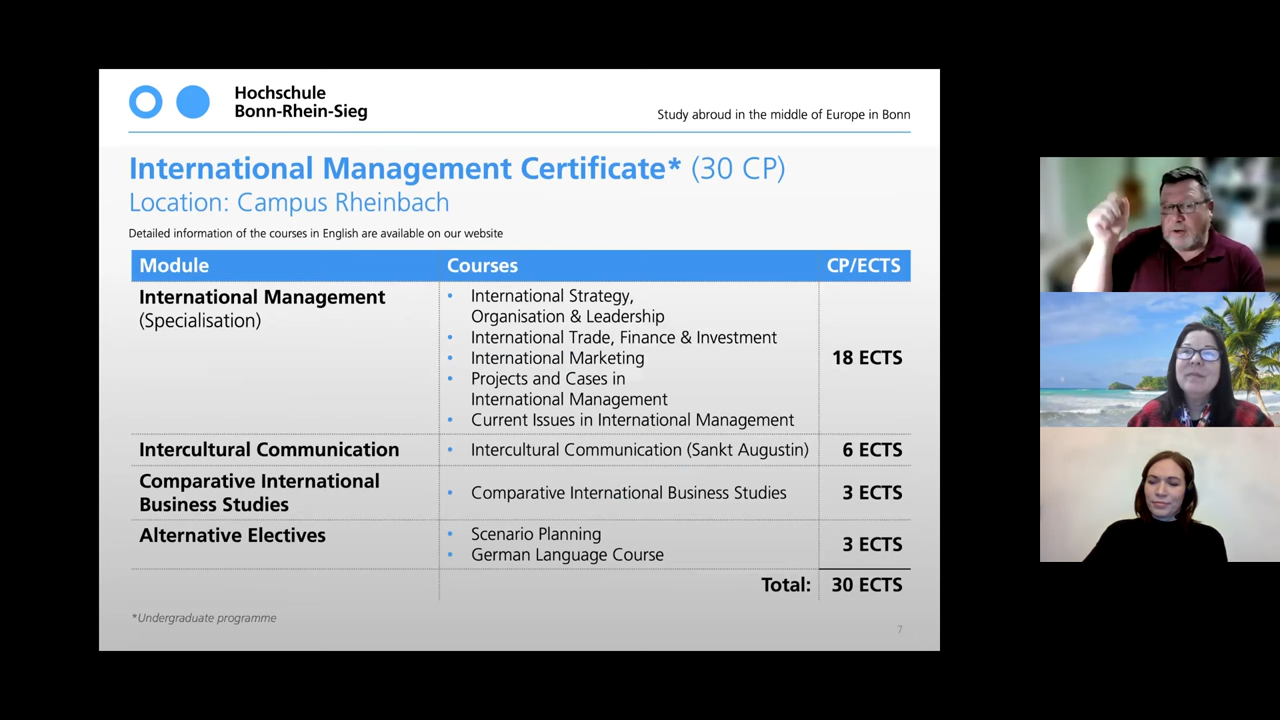 Hochschule
Bonn-Rhein-Sieg
Study abroad in the middle of Europe in Bonn
International Management Certificate* (30 CP)
Location: Campus Rheinbach
Detailed information of the courses in English are available on our website
Module Courses CP/ECTS
International Management
(Specialisation)
• International Strategy,
Organisation & Leadership
• International Trade, Finance & Investment
• International Marketing
• Projects and Cases in
International Management
• Current Issues in International Management
18 ECTS
Intercultural Communication • Intercultural Communication (Sankt Augustin) 6 ECTS
Comparative International
Business Studies
• Comparative International Business Studies 3 ECTS
Alternative Electives
• Scenario Planning
• German Language Course
3 ECTS
Total: 30 ECTS
*Undergraduate programme
7